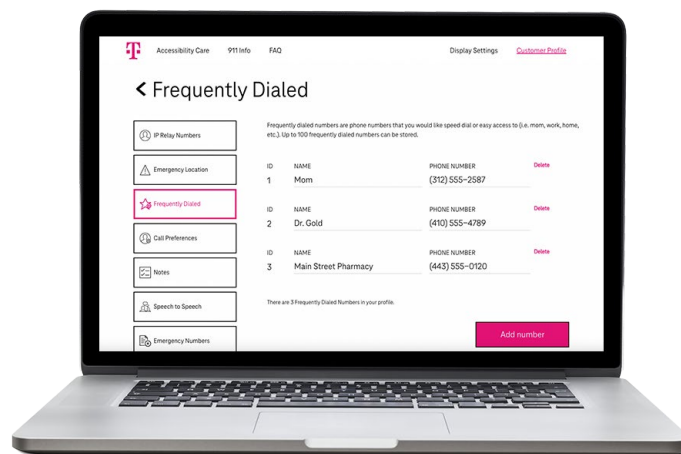 T Accessibility Care 911 Info FAQ Display Settings Customer Profile
< Frequently Dialed
IP Relay Numbers
Emergency Location
Frequently Dialed
Call Preferences
Notes
Speech to Speech
Emergency Numbers
Frequently dialed numbers are phone numbers that you would like speed dial or easy access to (i.e. mom, work, home,
etc.). Up to 100 frequently dialed numbers can be stored.
ID NAME PHONE NUMBER Delete
1 Mom (312) 555-2587
ID NAME PHONE NUMBER Delete
2 Dr. Gold (410) 555-4789
ID NAME PHONE NUMBER Delete
3 Main Street Pharmacy (443) 555-0120
There are 3 Frequently Dialed Numbers in your profile.
Add number